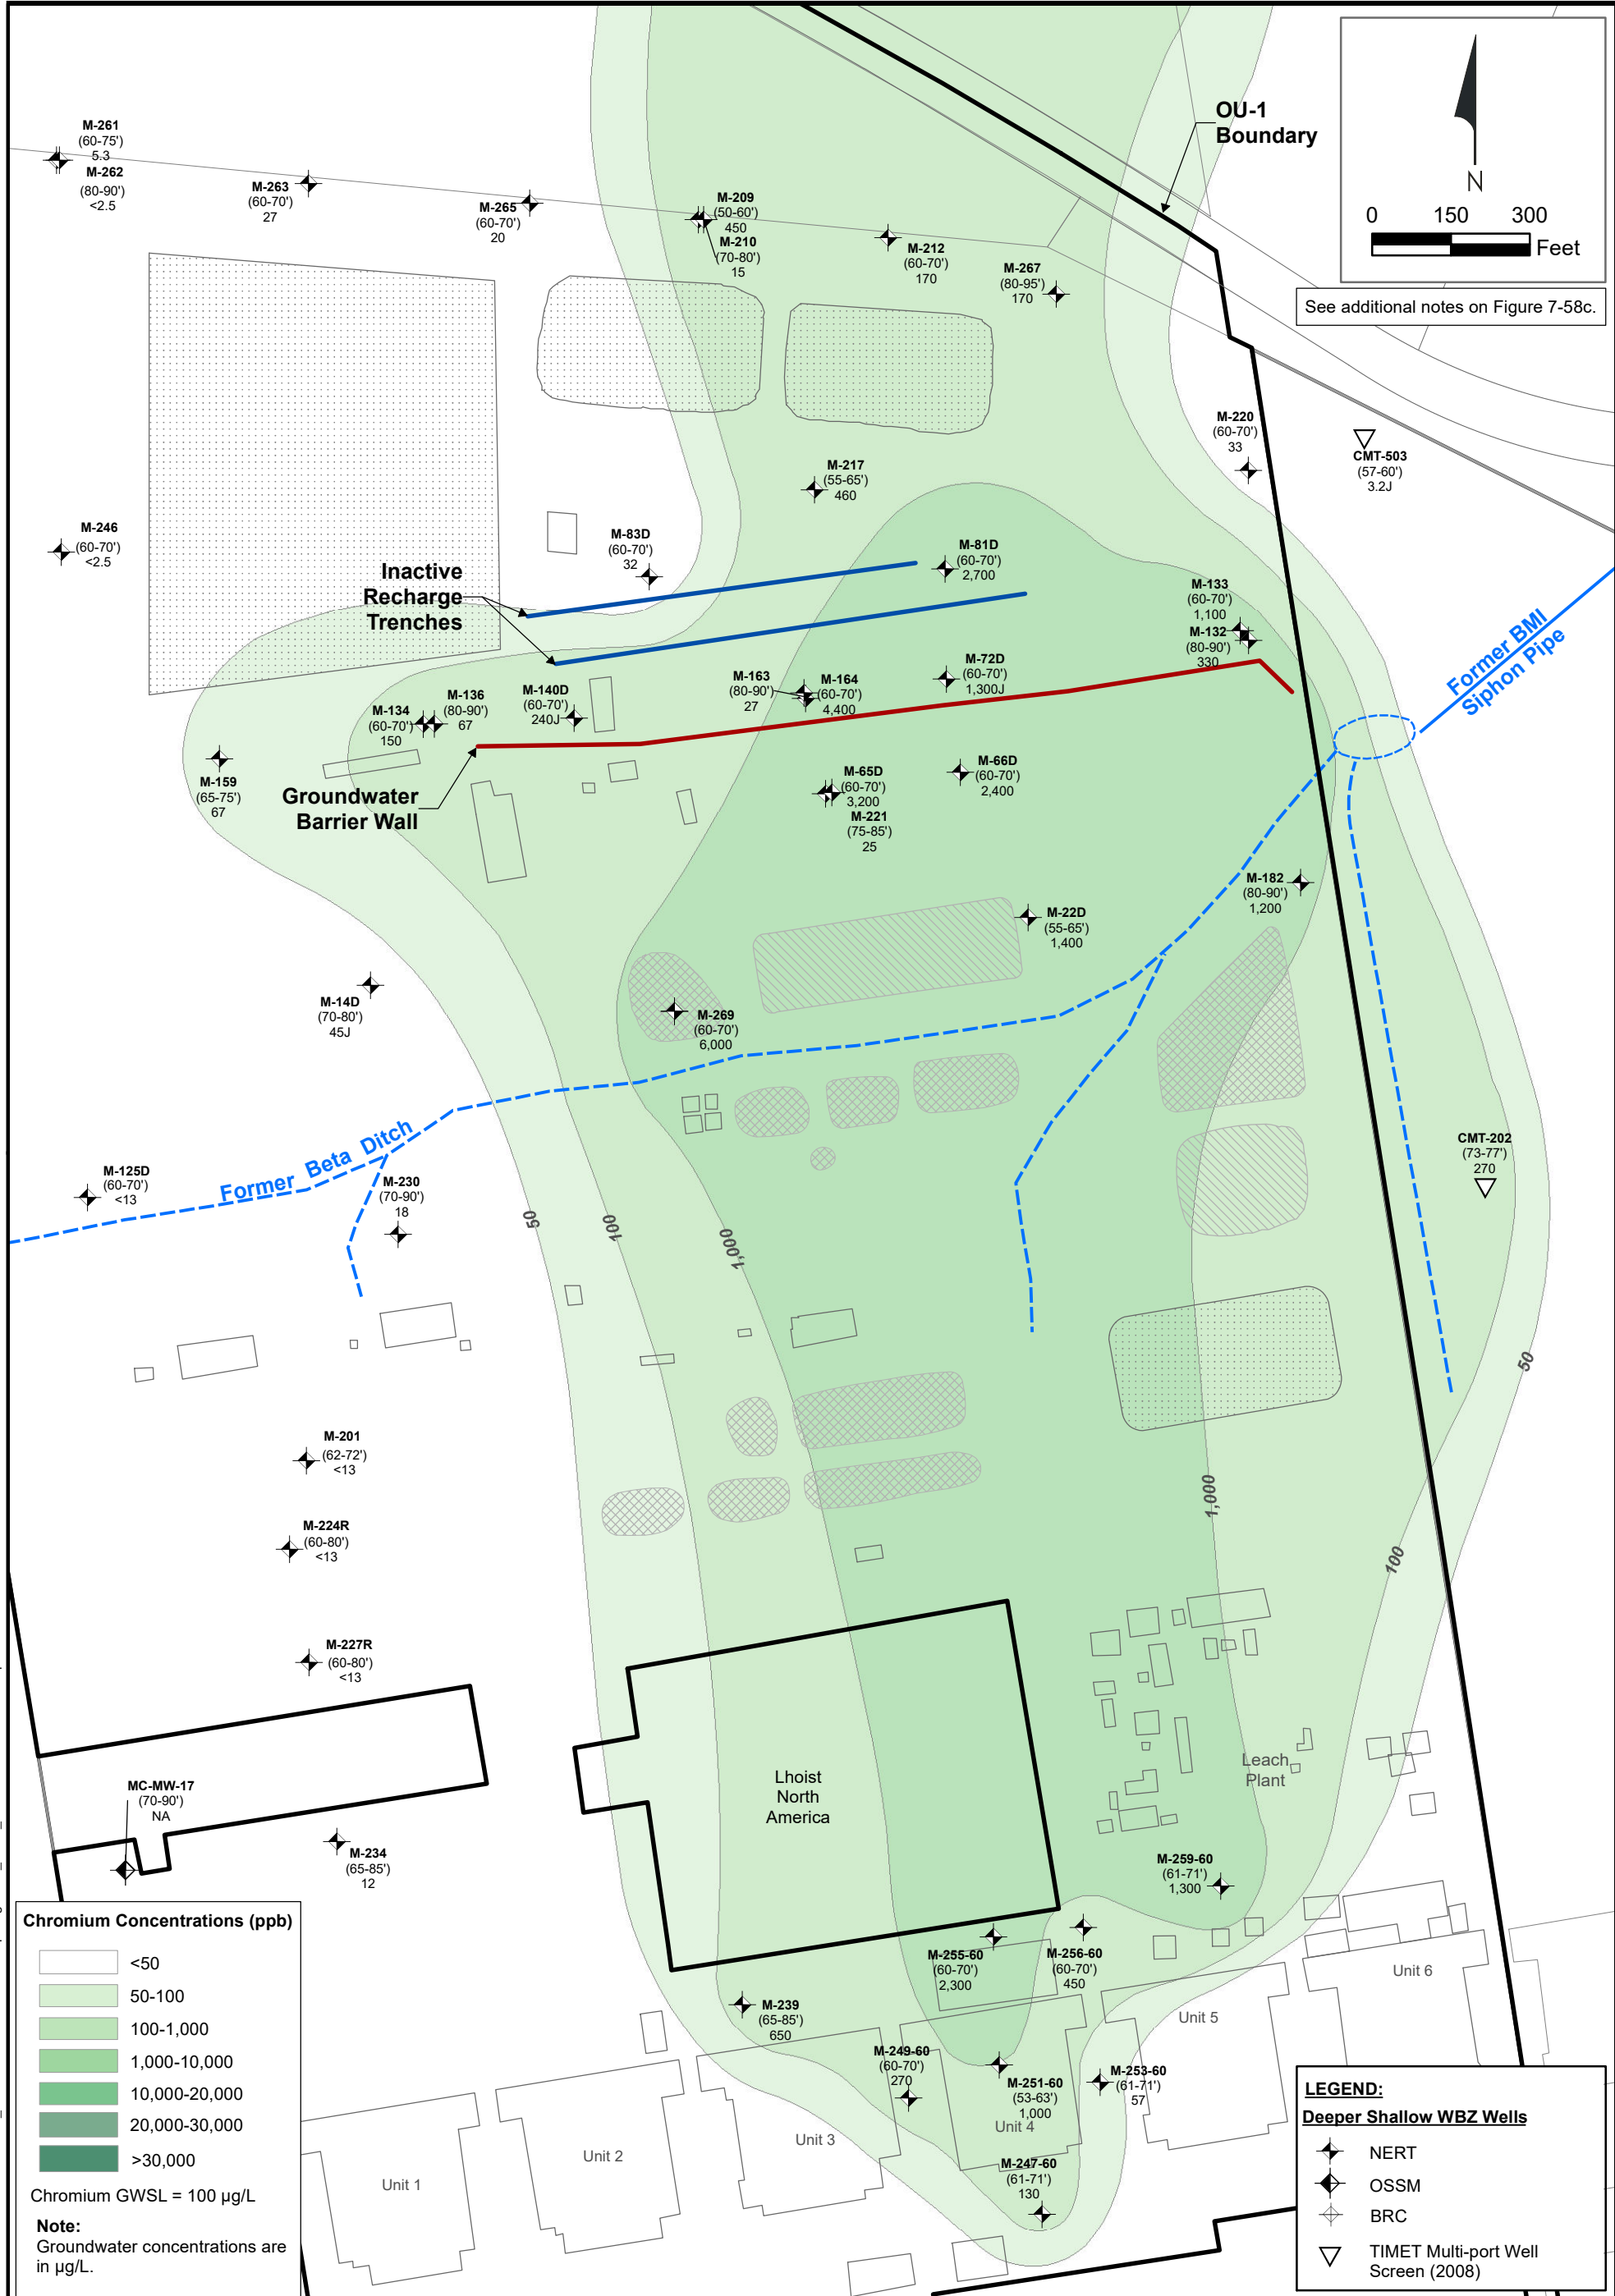 OU-1
Boundary
N
0 150 300
Feet
See additional notes on Figure 7-58c.
M-261
(60-75')
5.3
M-262
(80-90')
<2.5
M-263
(60-70')
27
M-265
(60-70')
20
M-209
(50-60')
450
M-210
(70-80')
15
M-212
(60-70')
170
M-267
(80-95')
170
M-220
(60-70')
33
CMT-503
(57-60')
3.2J
M-217
(55-65')
460
M-246
(60-70')
<2.5
M-83D
(60-70')
32
Inactive
Recharge
Trenches
M-81D
(60-70')
2,700
M-133
(60-70')
1,100
M-132
(80-90')
330
Former BMI
Siphon Pipe
M-163
(80-90')
27
M-164
(60-70')
4,400
M-72D
(60-70')
1,300J
M-134
(60-70')
150
M-136
(80-90')
67
M-140D
(60-70')
240J
M-159
(65-75')
67
Groundwater
Barrier Wall
M-65D
(60-70')
3,200
M-221
(75-85')
25
M-66D
(60-70')
2,400
M-182
(80-90')
1,200
M-22D
(55-65')
1,400
M-14D
(70-80')
45J
M-269
(60-70')
6,000
Former Beta Ditch
M-125D
(60-70')
<13
M-230
(70-90')
18
CMT-202
(73-77')
270
50
100
1,000
50
1,000
100
M-201
(62-72')
<13
M-224R
(60-80')
<13
M-227R
(60-80')
<13
MC-MW-17
(70-90')
NA
M-234
(65-85')
12
Lhoist
North
America
Leach
Plant
M-259-60
(61-71')
1,300
M-255-60
(60-70')
2,300
M-256-60
(60-70')
450
M-239
(65-85')
650
M-249-60
(60-70')
270
M-251-60
(53-63')
1,000
M-253-60
(61-71')
57
M-247-60
(61-71')
130
Unit 1
Unit 2
Unit 3
Unit 4
Unit 5
Unit 6
Chromium Concentrations (ppb)
<50
50-100
100-1,000
1,000-10,000
10,000-20,000
20,000-30,000
>30,000
Chromium GWSL = 100 µg/L
Note:
Groundwater concentrations are
in µg/L.
LEGEND:
Deeper Shallow WBZ Wells
NERT
OSSM
BRC
TIMET Multi-port Well
Screen (2008)